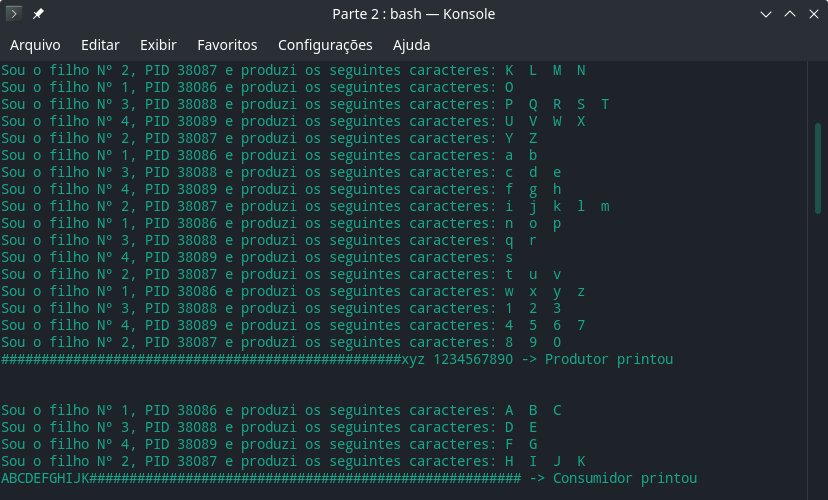 Parte 2 : bash — Konsole
Arquivo Editar Exibir Favoritos Configurações Ajuda
Sou o filho Nº 2, PID 38087 e produzi os seguintes caracteres: K  L  M  N
Sou o filho Nº 1, PID 38086 e produzi os seguintes caracteres: O
Sou o filho Nº 3, PID 38088 e produzi os seguintes caracteres: P  Q  R  S  T
Sou o filho Nº 4, PID 38089 e produzi os seguintes caracteres: U  V  W  X
Sou o filho Nº 2, PID 38087 e produzi os seguintes caracteres: Y  Z
Sou o filho Nº 1, PID 38086 e produzi os seguintes caracteres: a  b
Sou o filho Nº 3, PID 38088 e produzi os seguintes caracteres: c  d  e
Sou o filho Nº 4, PID 38089 e produzi os seguintes caracteres: f  g  h
Sou o filho Nº 2, PID 38087 e produzi os seguintes caracteres: i  j  k  l  m
Sou o filho Nº 1, PID 38086 e produzi os seguintes caracteres: n  o  p
Sou o filho Nº 3, PID 38088 e produzi os seguintes caracteres: q  r
Sou o filho Nº 4, PID 38089 e produzi os seguintes caracteres: s
Sou o filho Nº 2, PID 38087 e produzi os seguintes caracteres: t  u  v
Sou o filho Nº 1, PID 38086 e produzi os seguintes caracteres: w  x  y  z
Sou o filho Nº 3, PID 38088 e produzi os seguintes caracteres: 1  2  3
Sou o filho Nº 4, PID 38089 e produzi os seguintes caracteres: 4  5  6  7
Sou o filho Nº 2, PID 38087 e produzi os seguintes caracteres: 8  9  0
##################################################xyz 1234567890 -> Produtor printou
Sou o filho Nº 1, PID 38086 e produzi os seguintes caracteres: A  B  C
Sou o filho Nº 3, PID 38088 e produzi os seguintes caracteres: D  E
Sou o filho Nº 4, PID 38089 e produzi os seguintes caracteres: F  G
Sou o filho Nº 2, PID 38087 e produzi os seguintes caracteres: H  I  J  K
ABCDEFGHIJK###################################################### -> Consumidor printou